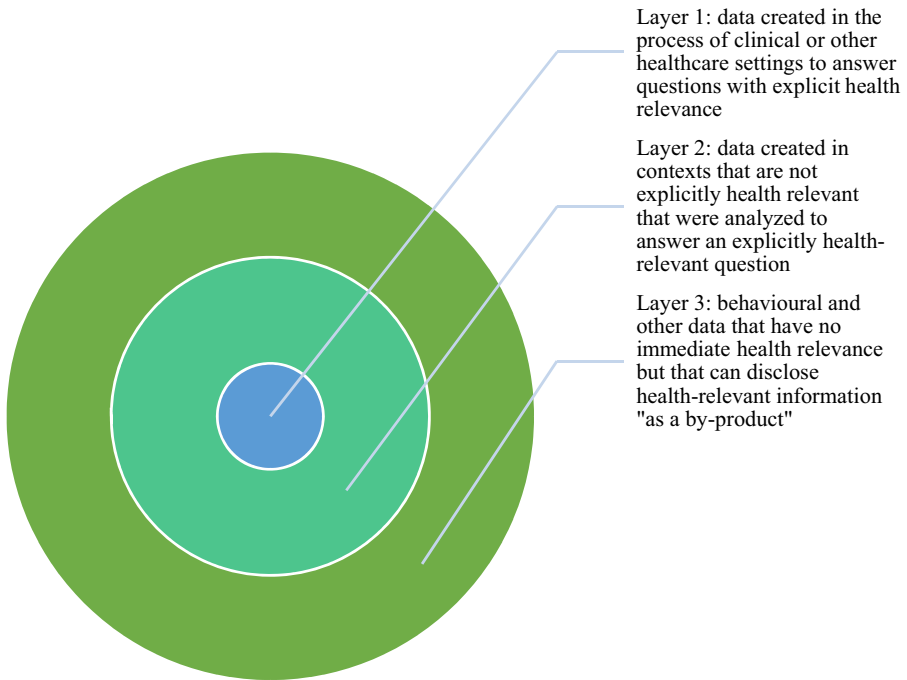 Layer 1: data created in the
process of clinical or other
healthcare settings to answer
questions with explicit health
relevance
Layer 2: data created in
contexts that are not
explicitly health relevant
that were analyzed to
answer an explicitly health-
relevant question
Layer 3: behavioural and
other data that have no
immediate health relevance
but that can disclose
health-relevant information
"as a by-product"